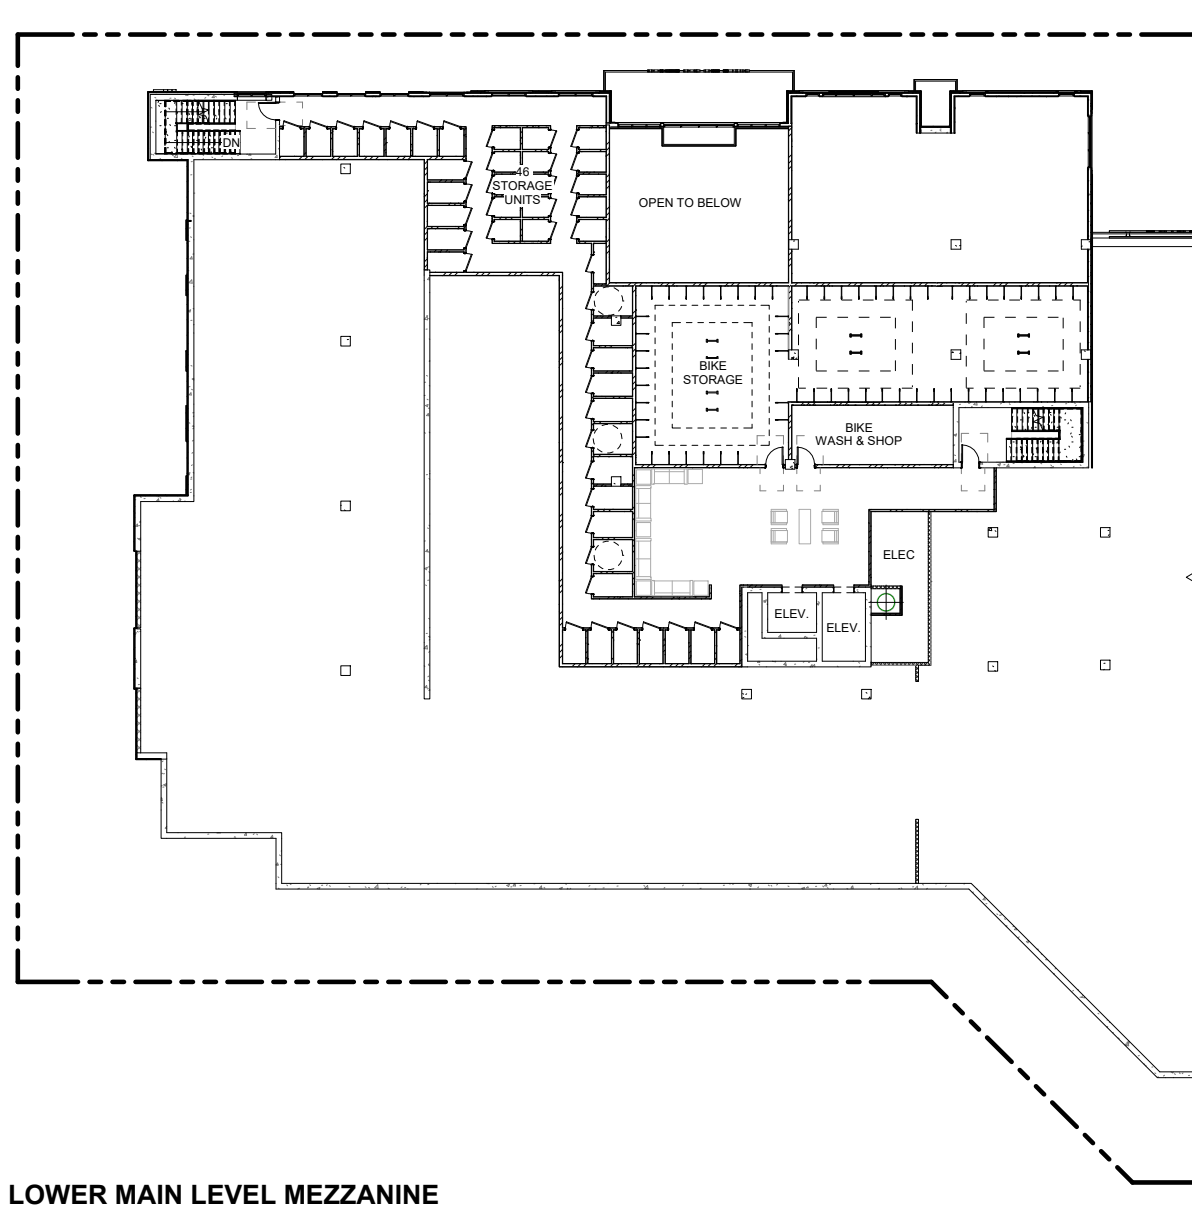 DN
46
STORAGE
UNITS
OPEN TO BELOW
BIKE
STORAGE
BIKE
WASH & SHOP
ELEC
ELEV.
ELEV.
LOWER MAIN LEVEL MEZZANINE